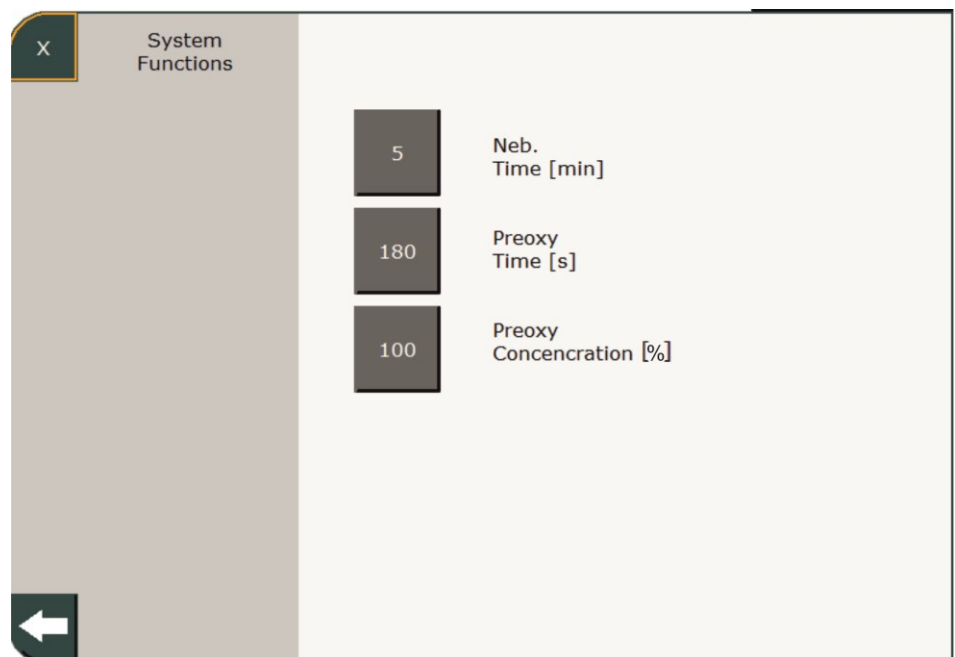 X
System
Functions
5
Neb.
Time [min]
180
Preoxy
Time [s]
100
Preoxy
Concencration [%]